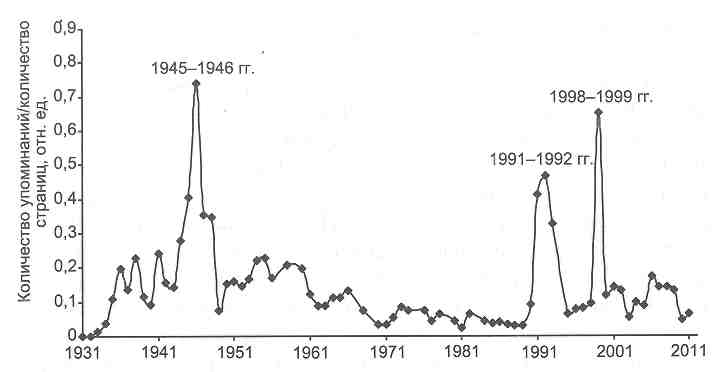 Количество упоминаний/количество
страниц, отн. ед.
0,9
0,8
0,7
0,6
0,5
0,4
0,3
0,2
0,1
0
1945–1946 гг.
1991–1992 гг.
1998–1999 гг.
1931 1941 1951 1961 1971 1981 1991 2001 2011